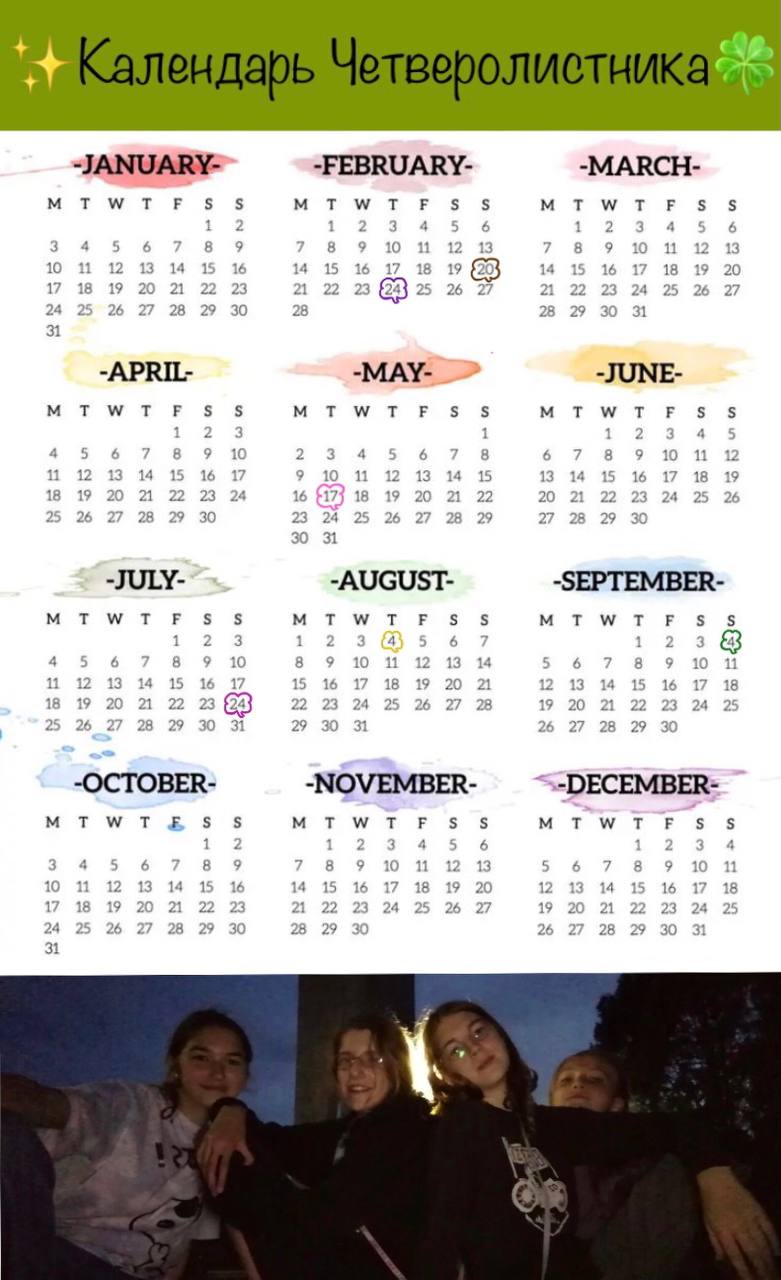 Календарь Четверолистника
-JANUARY-
M T W T F S S
1 2
3 4 5 6 7 8 9
10 11 12 13 14 15 16
17 18 19 20 21 22 23
24 25 26 27 28 29 30
31
-FEBRUARY-
M T W T F S S
1 2 3 4 5 6
7 8 9 10 11 12 13
14 15 16 17 18 19 20
21 22 23 24 25 26 27
28
-MARCH-
M T W T F S S
1 2 3 4 5 6
7 8 9 10 11 12 13
14 15 16 17 18 19 20
21 22 23 24 25 26 27
28 29 30 31
-APRIL-
M T W T F S S
1 2 3
4 5 6 7 8 9 10
11 12 13 14 15 16 17
18 19 20 21 22 23 24
25 26 27 28 29 30
-MAY-
M T W T F S S
1
2 3 4 5 6 7 8
9 10 11 12 13 14 15
16 17 18 19 20 21 22
23 24 25 26 27 28 29
30 31
-JUNE-
M T W T F S S
1 2 3 4 5
6 7 8 9 10 11 12
13 14 15 16 17 18 19
20 21 22 23 24 25 26
27 28 29 30
-JULY-
M T W T F S S
1 2 3
4 5 6 7 8 9 10
11 12 13 14 15 16 17
18 19 20 21 22 23 24
25 26 27 28 29 30 31
-AUGUST-
M T W T F S S
1 2 3 4 5 6 7
8 9 10 11 12 13 14
15 16 17 18 19 20 21
22 23 24 25 26 27 28
29 30 31
-SEPTEMBER-
M T W T F S S
1 2 3 4
5 6 7 8 9 10 11
12 13 14 15 16 17 18
19 20 21 22 23 24 25
26 27 28 29 30
-OCTOBER-
M T W T F S S
1 2
3 4 5 6 7 8 9
10 11 12 13 14 15 16
17 18 19 20 21 22 23
24 25 26 27 28 29 30
31
-NOVEMBER-
M T W T F S S
1 2 3 4 5 6
7 8 9 10 11 12 13
14 15 16 17 18 19 20
21 22 23 24 25 26 27
28 29 30
-DECEMBER-
M T W T F S S
1 2 3 4
5 6 7 8 9 10 11
12 13 14 15 16 17 18
19 20 21 22 23 24 25
26 27 28 29 30 31